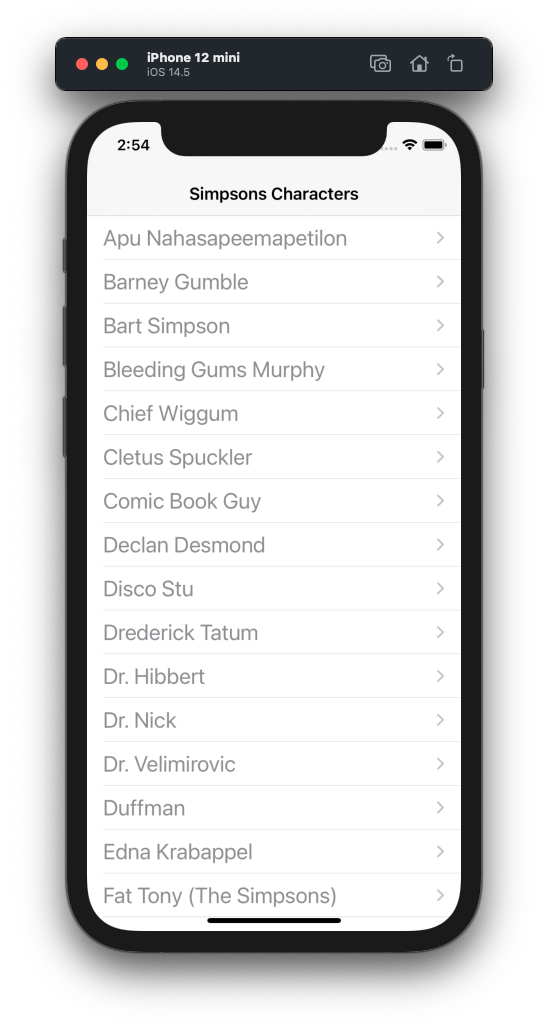 iPhone 12 mini
iOS 14.5
2:54
Simpsons Characters
Apu Nahasapeemapetilon
Barney Gumble
Bart Simpson
Bleeding Gums Murphy
Chief Wiggum
Cletus Spuckler
Comic Book Guy
Declan Desmond
Disco Stu
Drederick Tatum
Dr. Hibbert
Dr. Nick
Dr. Velimirovic
Duffman
Edna Krabappel
Fat Tony (The Simpsons)